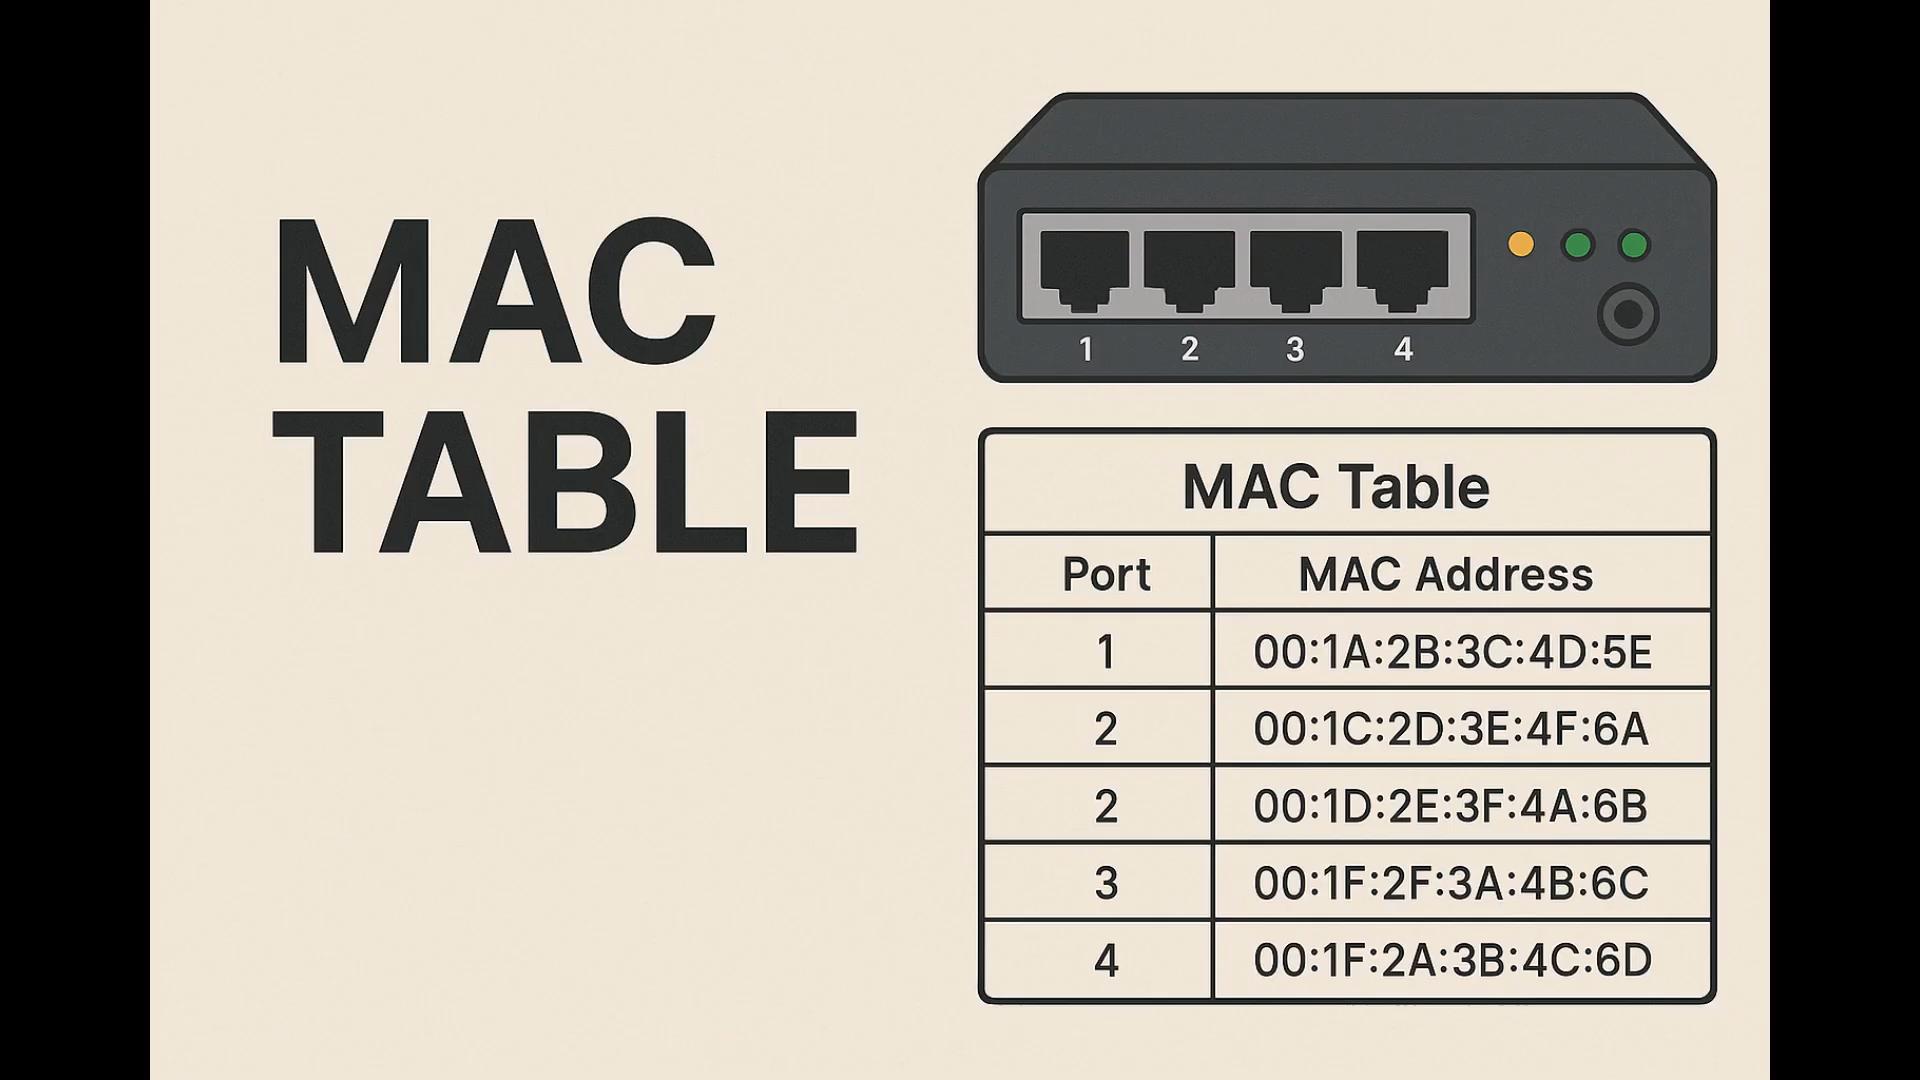 MAC
TABLE
1 2 3 4
MAC Table
Port MAC Address
1 00:1A:2B:3C:4D:5E
2 00:1C:2D:3E:4F:6A
2 00:1D:2E:3F:4A:6B
3 00:1F:2F:3A:4B:6C
4 00:1F:2A:3B:4C:6D